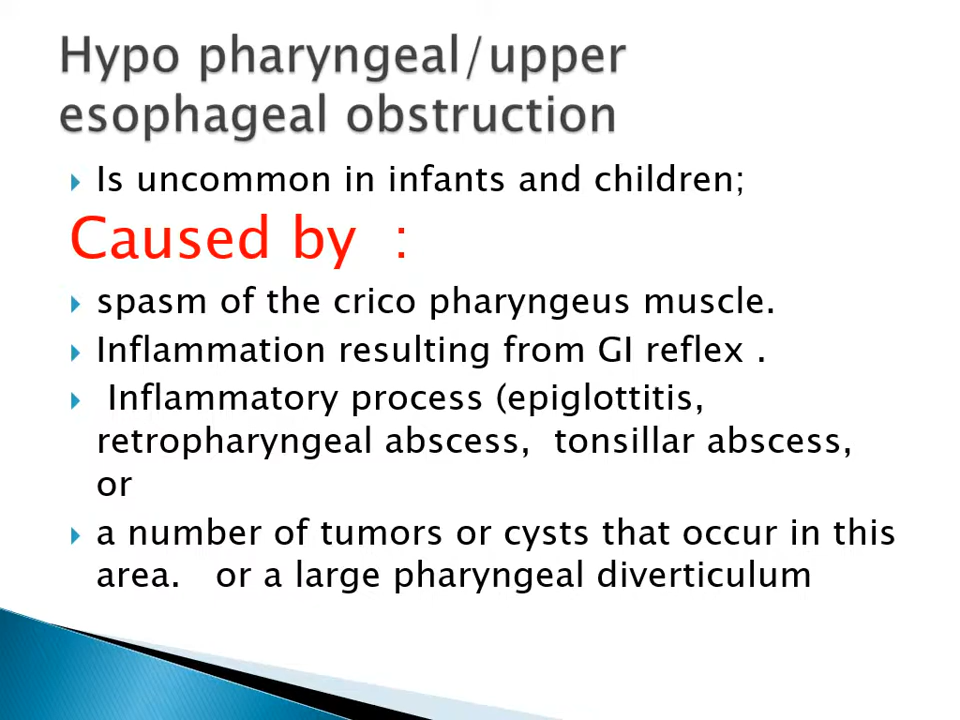 Hypo pharyngeal/upper
esophageal obstruction
Is uncommon in infants and children;
Caused by :
spasm of the crico pharyngeus muscle.
Inflammation resulting from GI reflex .
Inflammatory process (epiglottitis,
retropharyngeal abscess, tonsillar abscess,
or
a number of tumors or cysts that occur in this
area. or a large pharyngeal diverticulum